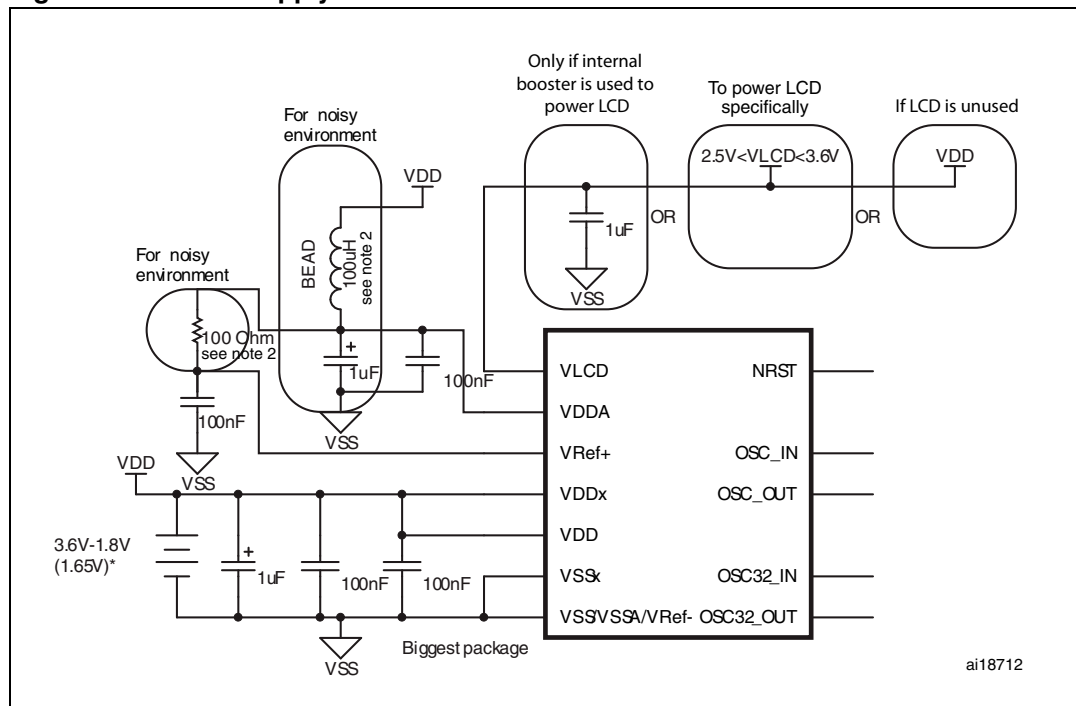 Only if internal
booster is used to
power LCD
To power LCD
specifically
If LCD is unused
For noisy
environment
VDD
2.5V<VLCD<3.6V
VDD
BEAD
100uH
see note 2
1uF
OR
OR
VSS
For noisy
environment
100 Ohm
see note 2
1uF
100nF
VSS
100nF
VSS
VLCD
NRST
VDDA
VRef+
OSC_IN
VDD
VDDx
OSC_OUT
VDD
3.6V-1.8V
(1.65V)*
1uF
100nF
100nF
VSSx
OSC32_IN
VSS/VSSA/VRef-
OSC32_OUT
VSS
Biggest package
ai18712